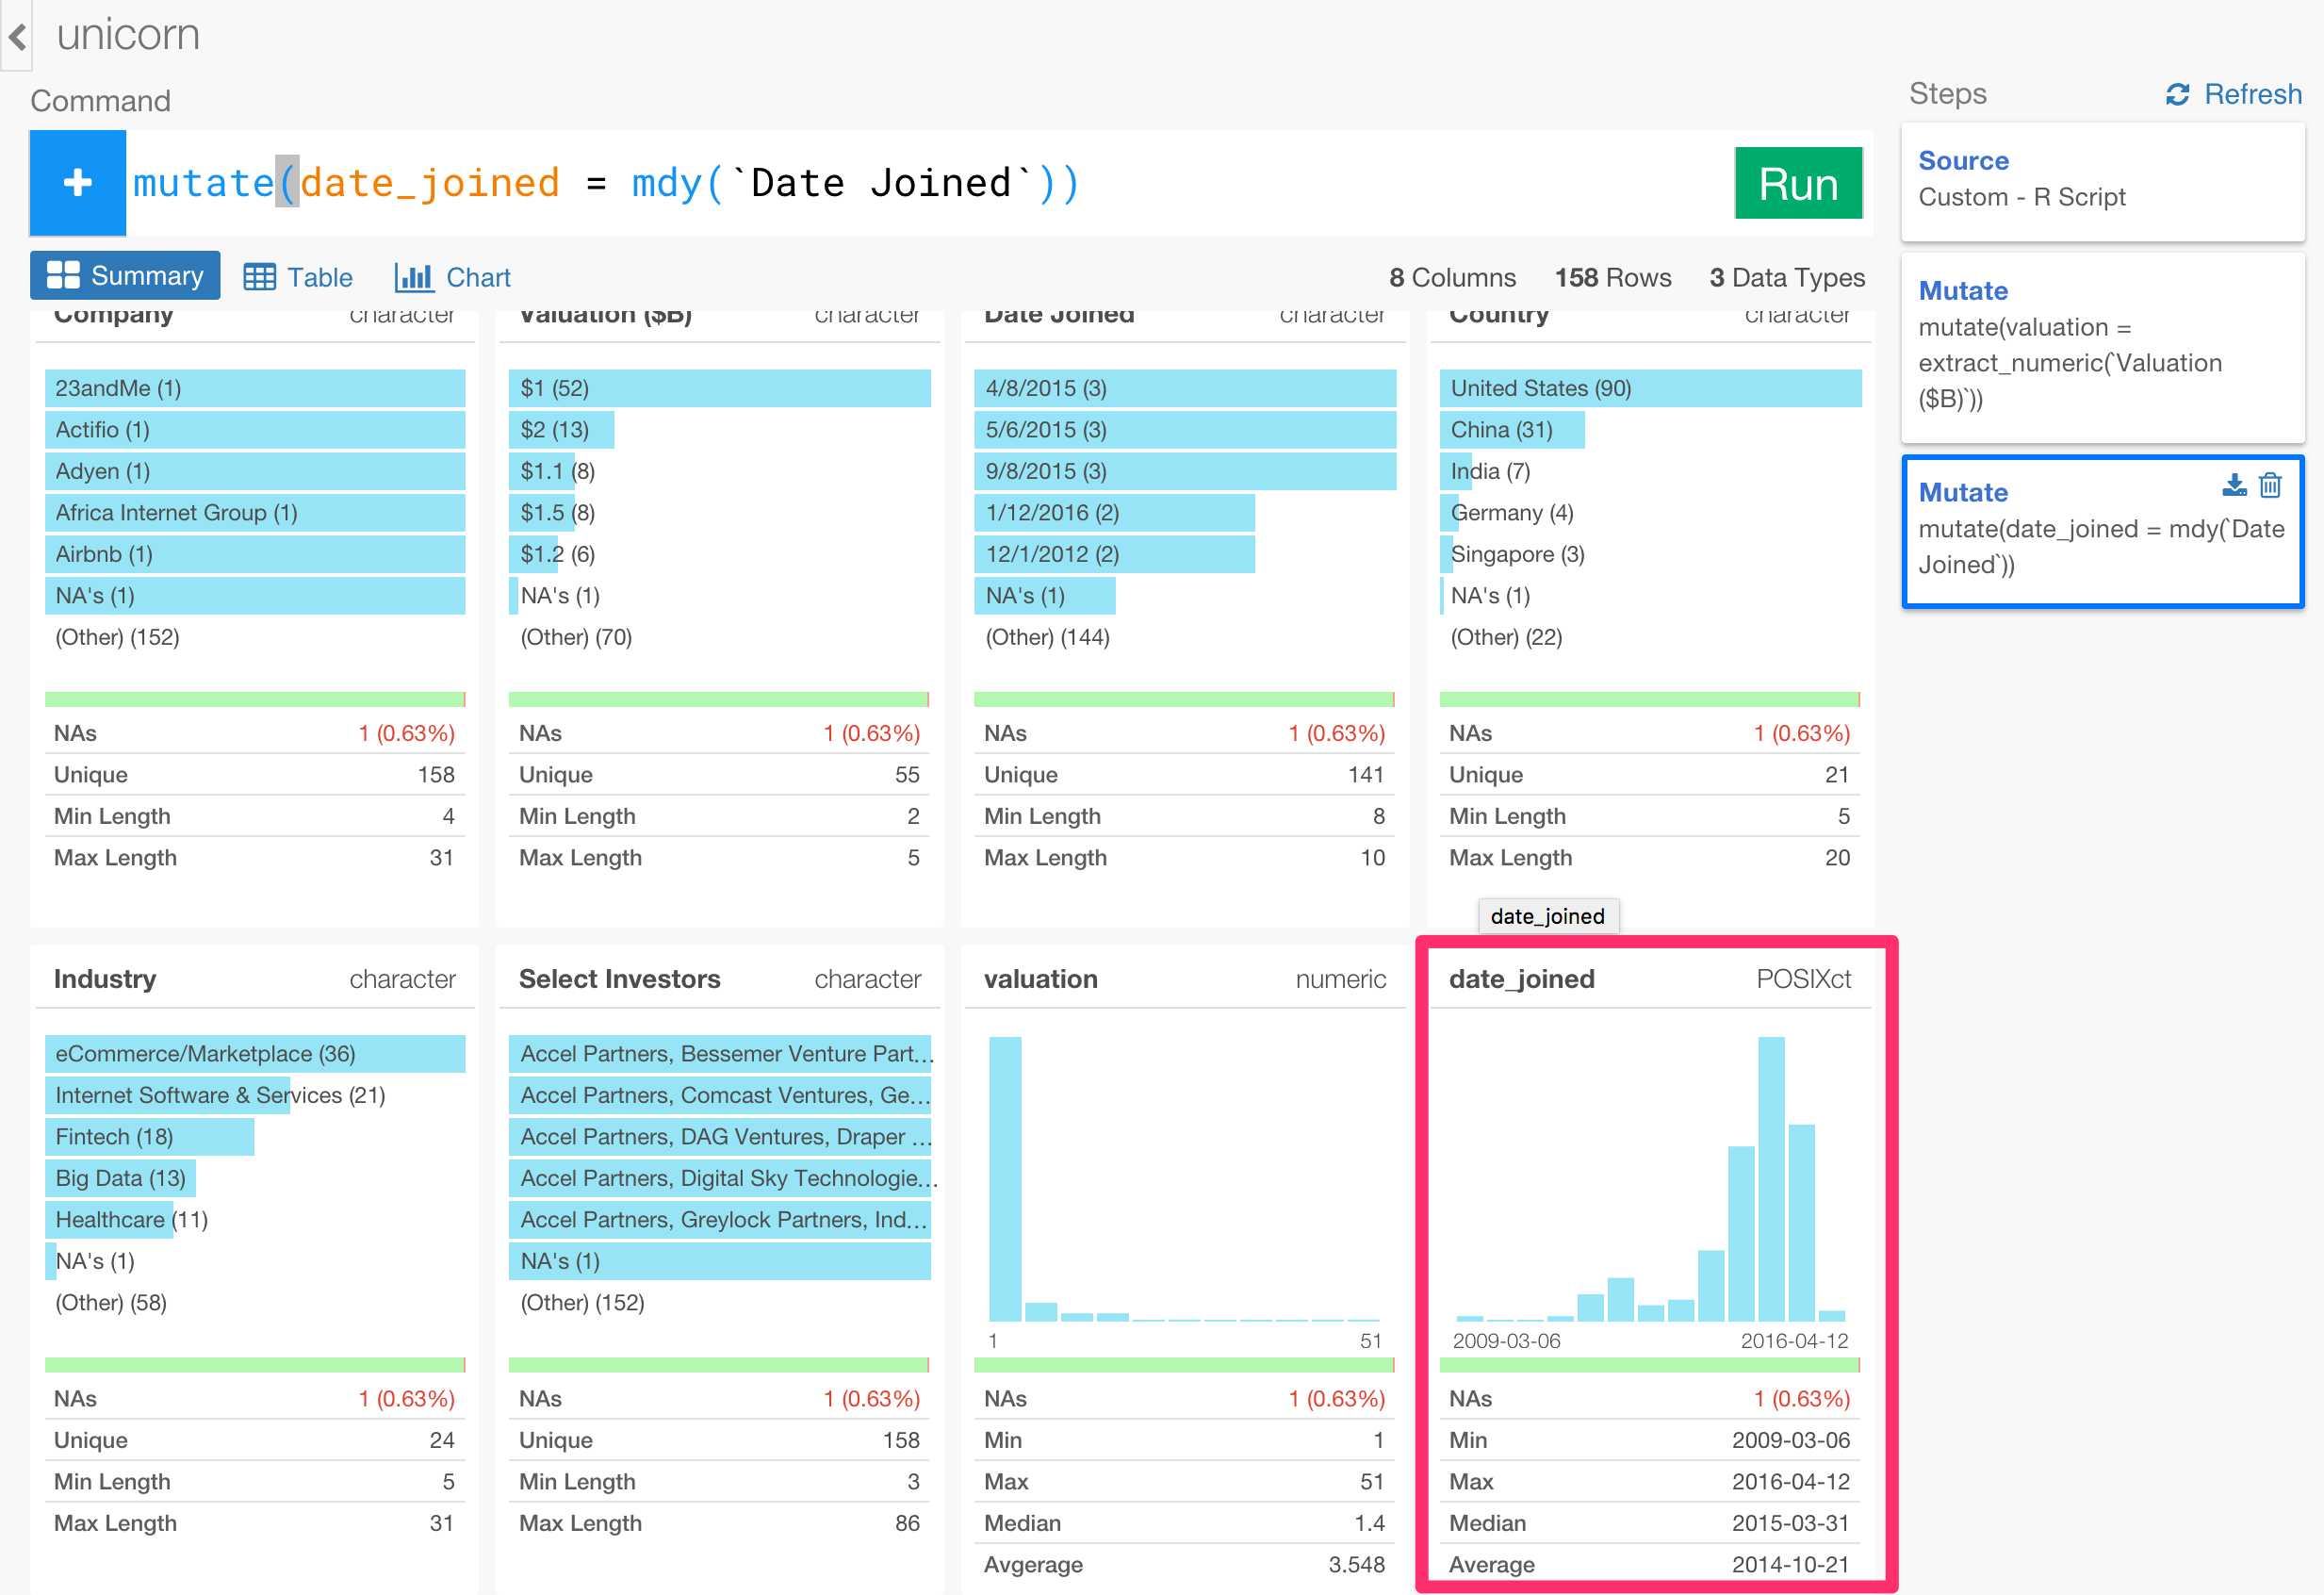 unicorn
Command
Steps
Refresh
+ mutate(date_joined = mdy(`Date Joined`))
Run
Source
Custom - R Script
Mutate
mutate(valuation =
extract_numeric(`Valuation
($B)`))
Mutate
mutate(date_joined = mdy(`Date
Joined`))
Summary
Table
Chart
8 Columns
158 Rows
3 Data Types
Company character
23andMe (1)
Actifio (1)
Adyen (1)
Africa Internet Group (1)
Airbnb (1)
NA's (1)
(Other) (152)
NAs 1 (0.63%)
Unique 158
Min Length 4
Max Length 31
Valuation ($B) character
$1 (52)
$2 (13)
$1.1 (8)
$1.5 (8)
$1.2 (6)
NA's (1)
(Other) (70)
NAs 1 (0.63%)
Unique 55
Min Length 2
Max Length 5
Date Joined character
4/8/2015 (3)
5/6/2015 (3)
9/8/2015 (3)
1/12/2016 (2)
12/1/2012 (2)
NA's (1)
(Other) (144)
NAs 1 (0.63%)
Unique 141
Min Length 8
Max Length 10
Country character
United States (90)
China (31)
India (7)
Germany (4)
Singapore (3)
NA's (1)
(Other) (22)
NAs 1 (0.63%)
Unique 21
Min Length 5
Max Length 20
date_joined
Industry character
eCommerce/Marketplace (36)
Internet Software & Services (21)
Fintech (18)
Big Data (13)
Healthcare (11)
NA's (1)
(Other) (58)
NAs 1 (0.63%)
Unique 24
Min Length 5
Max Length 31
Select Investors character
Accel Partners, Bessemer Venture Part...
Accel Partners, Comcast Ventures, Ge...
Accel Partners, DAG Ventures, Draper ...
Accel Partners, Digital Sky Technologie...
Accel Partners, Greylock Partners, Ind...
NA's (1)
(Other) (152)
NAs 1 (0.63%)
Unique 158
Min Length 3
Max Length 86
valuation numeric
1 51
NAs 1 (0.63%)
Min 1
Max 51
Median 1.4
Avgerage 3.548
date_joined POSIXct
2009-03-06 2016-04-12
NAs 1 (0.63%)
Min 2009-03-06
Max 2016-04-12
Median 2015-03-31
Average 2014-10-21